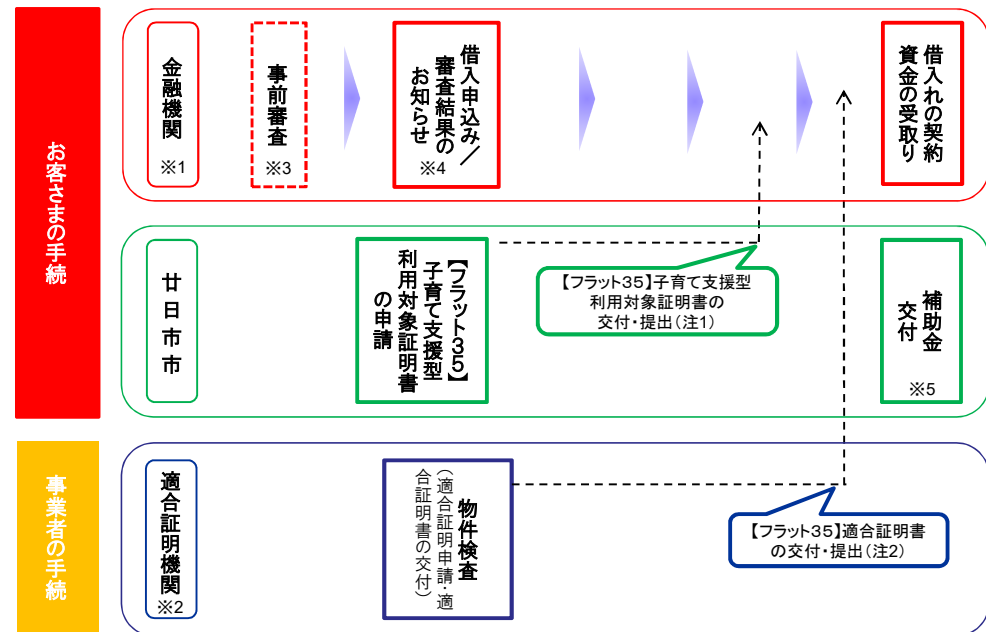 お客さまの手続
金融機関
※1
事前審査
※3
借入申込み／
審査結果の
お知らせ
※4
借入れの契約
資金の受取り
廿日市市
【フラット35】
子育て支援型
利用対象証明書
の申請
【フラット35】子育て支援型
利用対象証明書の
交付・提出（注1）
補助金
交付
※5
事業者の手続
適合証明機関
※2
物件検査
（適合証明申請・適
合証明書の交付）
【フラット35】適合証明書
の交付・提出（注2）